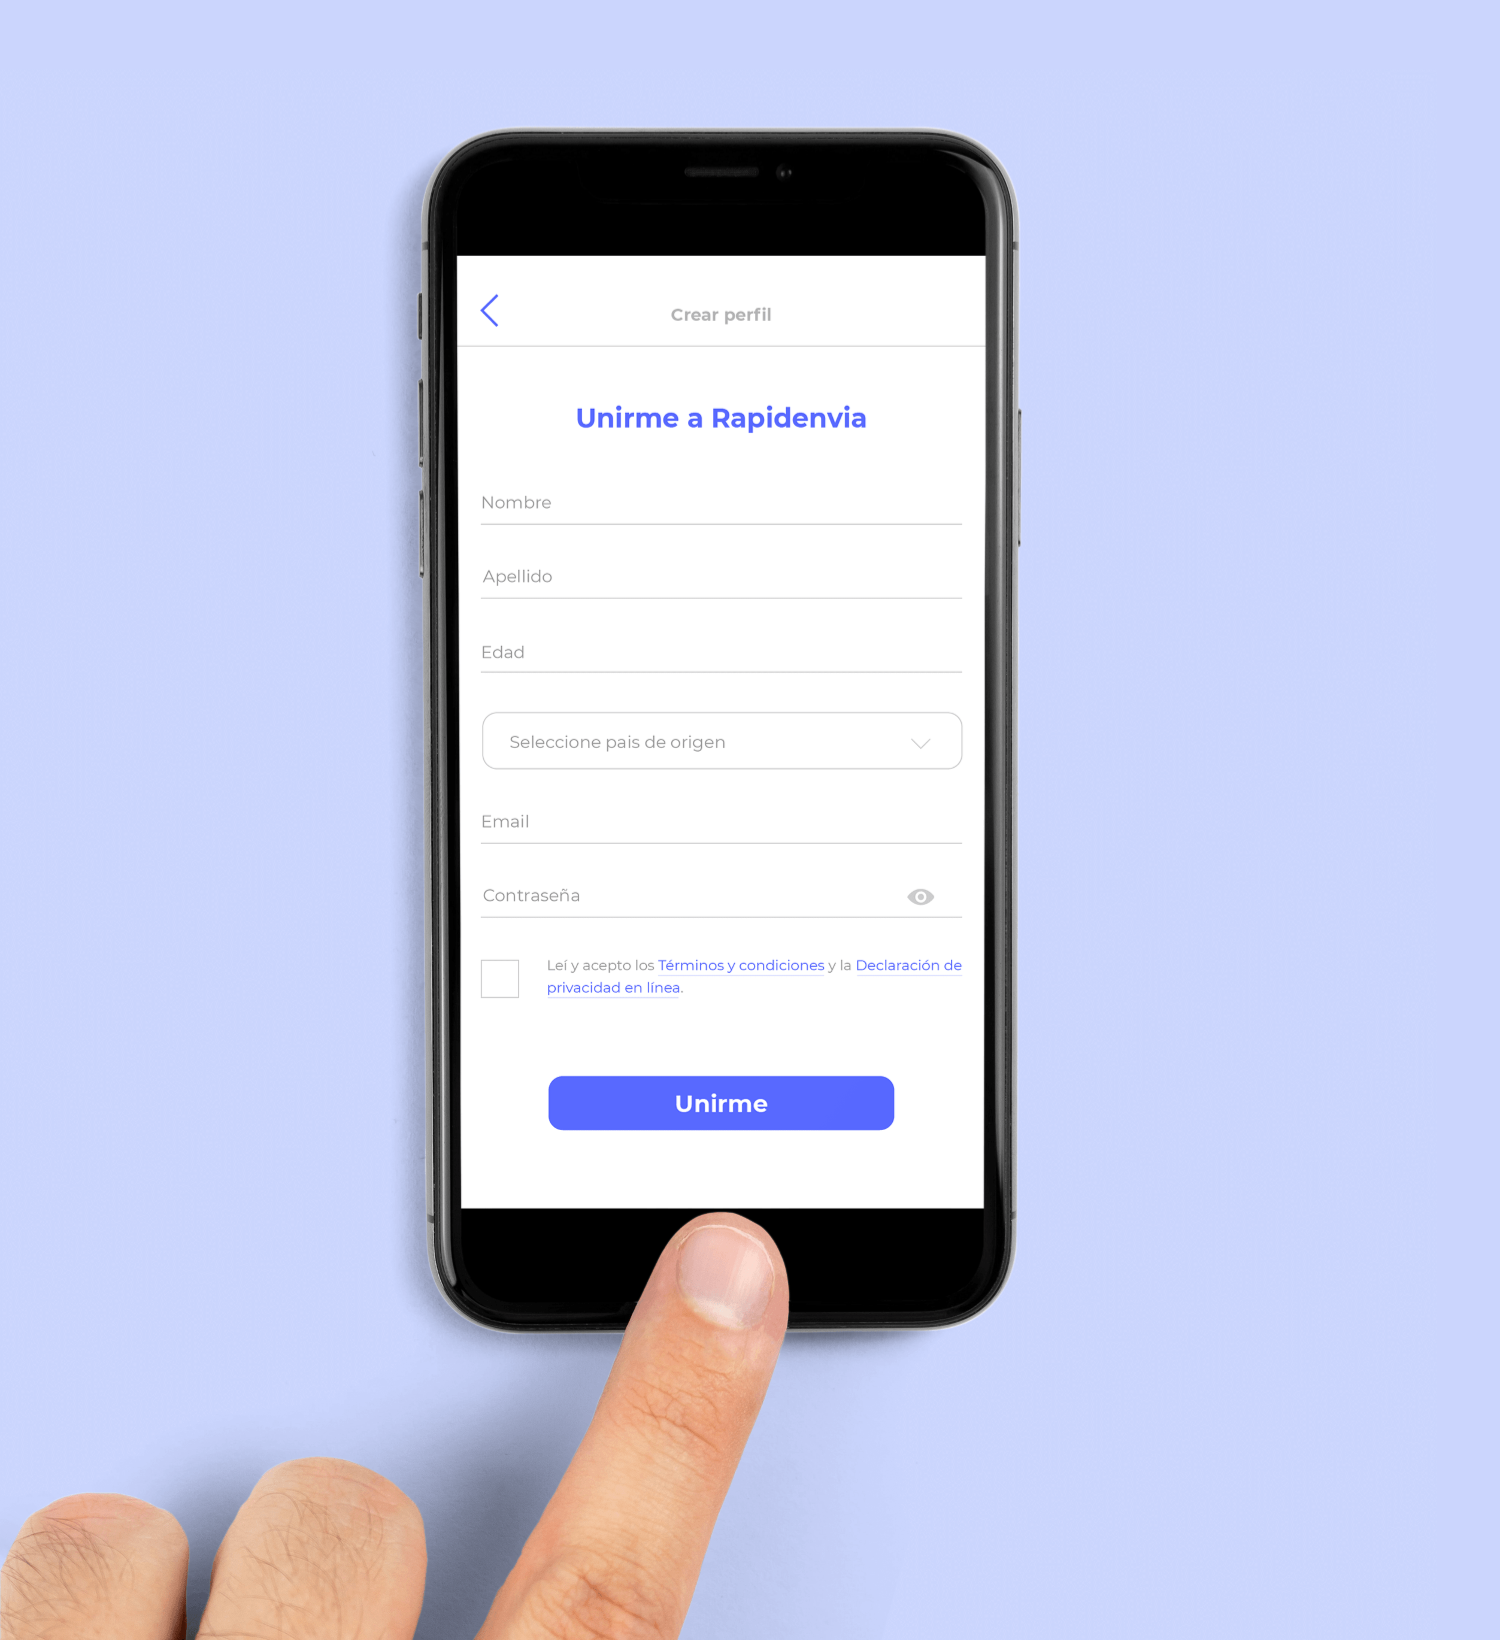 Crear perfil
Unirme a Rapidenvia
Nombre
Apellido
Edad
Seleccione pais de origen
Email
Contraseña
Leí y acepto los Términos y condiciones y la Declaración de
privacidad en línea.
Unirme